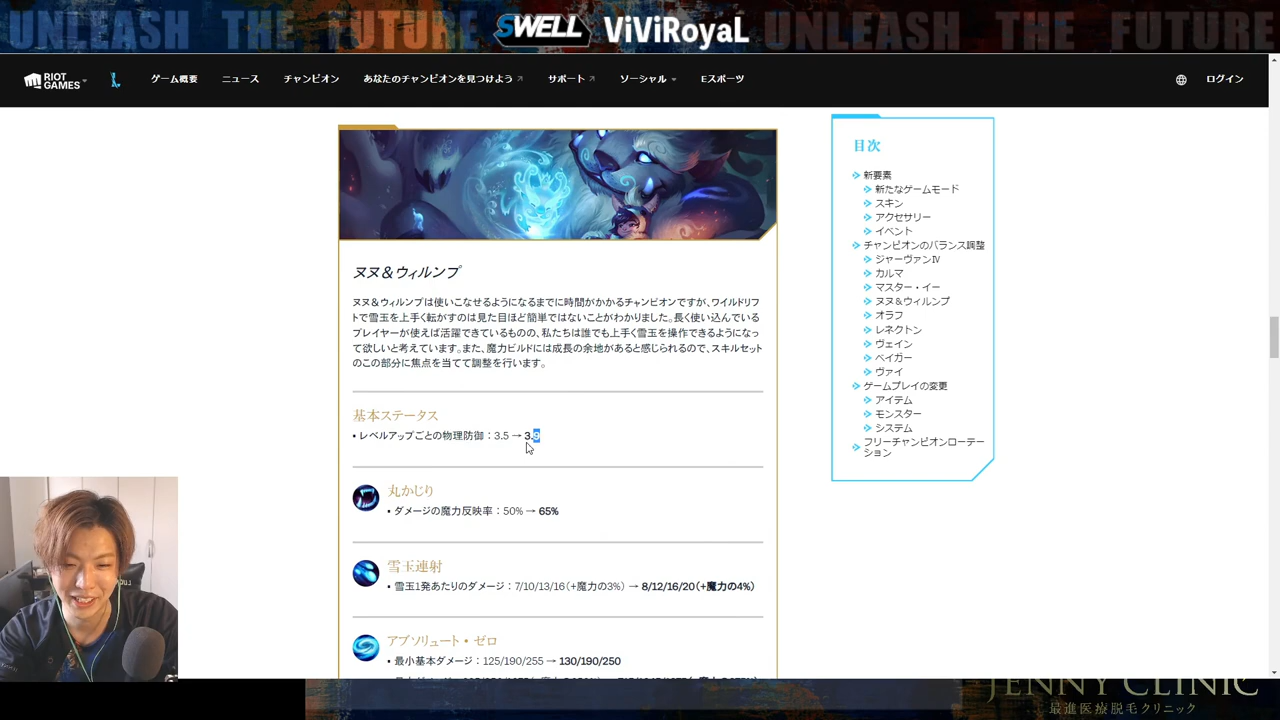 UNLEASH THE FUTURE SWELL ViViRoyaL UNLEASH THE FUTURE
RIOT GAMES ゲーム概要 ニュース チャンピオン あなたのチャンピオンを見つけよう サポート ソーシャル Eスポーツ ログイン
ヌヌ＆ウィルンプ
ヌヌ＆ウィルンプは使いこなせるようになるまでに時間がかかるチャンピオンですが、ワイルドリフ
トで雪玉を上手く転がすのは見た目ほど簡単ではないことがわかりました。長く使い込んでいる
プレイヤーが使えば活躍できているものの、私たちは誰でも上手く雪玉を操作できるようになっ
て欲しいと考えています。また、魔力ビルドには成長の余地があると感じられるので、スキルセット
のこの部分に焦点を当てて調整を行います。
基本ステータス
• レベルアップごとの物理防御：3.5 → 3.9
丸かじり
• ダメージの魔力反映率：50% → 65%
雪玉連射
• 雪玉1発あたりのダメージ：7/10/13/16（+魔力の3%） → 8/12/16/20（+魔力の4%）
アブソリュート・ゼロ
• 最小基本ダメージ：125/190/255 → 130/190/250
目次
新要素
新たなゲームモード
スキン
アクセサリー
イベント
チャンピオンのバランス調整
ジャーヴァンⅣ
カルマ
マスター・イー
ヌヌ＆ウィルンプ
オラフ
レネクトン
ヴェイン
ベイガー
ヴァイ
ゲームプレイの変更
アイテム
モンスター
システム
フリーチャンピオンローテー
ション
JENNY CLINIC
最進医療脱毛クリニック